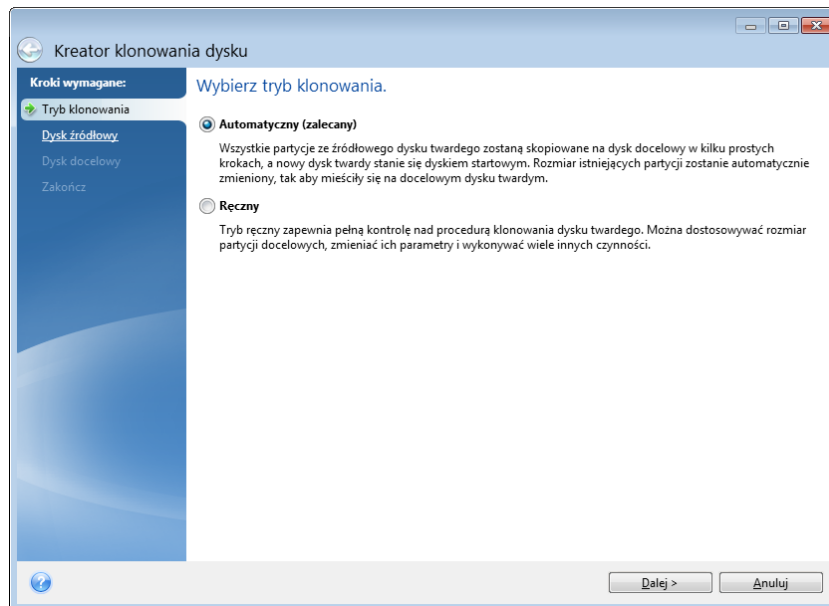 Kreator klonowania dysku
Kroki wymagane:
Tryb klonowania
Dysk źródłowy
Dysk docelowy
Zakończ
Wybierz tryb klonowania.
Automatyczny (zalecany)
Wszystkie partycje ze źródłowego dysku twardego zostaną skopiowane na dysk docelowy w kilku prostych
krokach, a nowy dysk twardy stanie się dyskiem startowym. Rozmiar istniejących partycji zostanie automatycznie
zmieniony, tak aby mieściły się na docelowym dysku twardym.
Ręczny
Tryb ręczny zapewnia pełną kontrolę nad procedurą klonowania dysku twardego. Można dostosowywać rozmiar
partycji docelowych, zmieniać ich parametry i wykonywać wiele innych czynności.
Dalej >
Anuluj